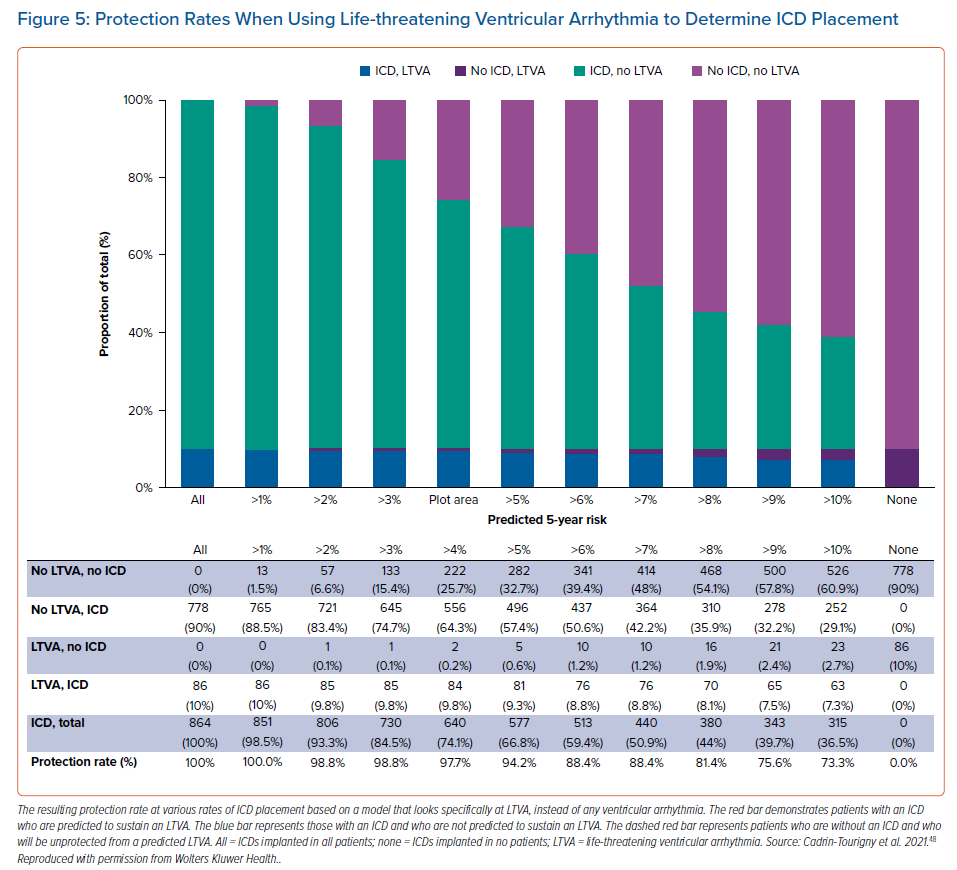 Figure 5: Protection Rates When Using Life-threatening Ventricular Arrhythmia to Determine ICD Placement
ICD, LTVA No ICD, LTVA ICD, no LTVA No ICD, no LTVA
100%
80%
60%
40%
20%
0%
Proportion of total (%)
All >1% >2% >3% Plot area >5% >6% >7% >8% >9% >10% None
Predicted 5-year risk
All >1% >2% >3% >4% >5% >6% >7% >8% >9% >10% None
No LTVA, no ICD 0 13 57 133 222 282 341 414 468 500 526 778
(0%) (1.5%) (6.6%) (15.4%) (25.7%) (32.7%) (39.4%) (48%) (54.1%) (57.8%) (60.9%) (90%)
No LTVA, ICD 778 765 721 645 556 496 437 364 310 278 252 0
(90%) (88.5%) (83.4%) (74.7%) (64.3%) (57.4%) (50.6%) (42.2%) (35.9%) (32.2%) (29.1%) (0%)
LTVA, no ICD 0 0 1 1 2 5 10 10 16 21 23 86
(0%) (0%) (0.1%) (0.1%) (0.2%) (0.6%) (1.2%) (1.2%) (1.9%) (2.4%) (2.7%) (10%)
LTVA, ICD 86 86 85 85 84 81 76 76 70 65 63 0
(10%) (10%) (9.8%) (9.8%) (9.8%) (9.3%) (8.8%) (8.8%) (8.1%) (7.5%) (7.3%) (0%)
ICD, total 864 851 806 730 640 577 513 440 380 343 315 0
(100%) (98.5%) (93.3%) (84.5%) (74.1%) (66.8%) (59.4%) (50.9%) (44%) (39.7%) (36.5%) (0%)
Protection rate (%) 100% 100.0% 98.8% 98.8% 97.7% 94.2% 88.4% 88.4% 81.4% 75.6% 73.3% 0.0%
The resulting protection rate at various rates of ICD placement based on a model that looks specifically at LTVA, instead of any ventricular arrhythmia. The red bar demonstrates patients with an ICD
who are predicted to sustain an LTVA. The blue bar represents those with an ICD and who are not predicted to sustain an LTVA. The dashed red bar represents patients who are without an ICD and who
will be unprotected from a predicted LTVA. All = ICDs implanted in all patients; none = ICDs implanted in no patients; LTVA = life-threatening ventricular arrhythmia. Source: Cadrin-Tourigny et al. 2021.⁴⁸
Reproduced with permission from Wolters Kluwer Health..